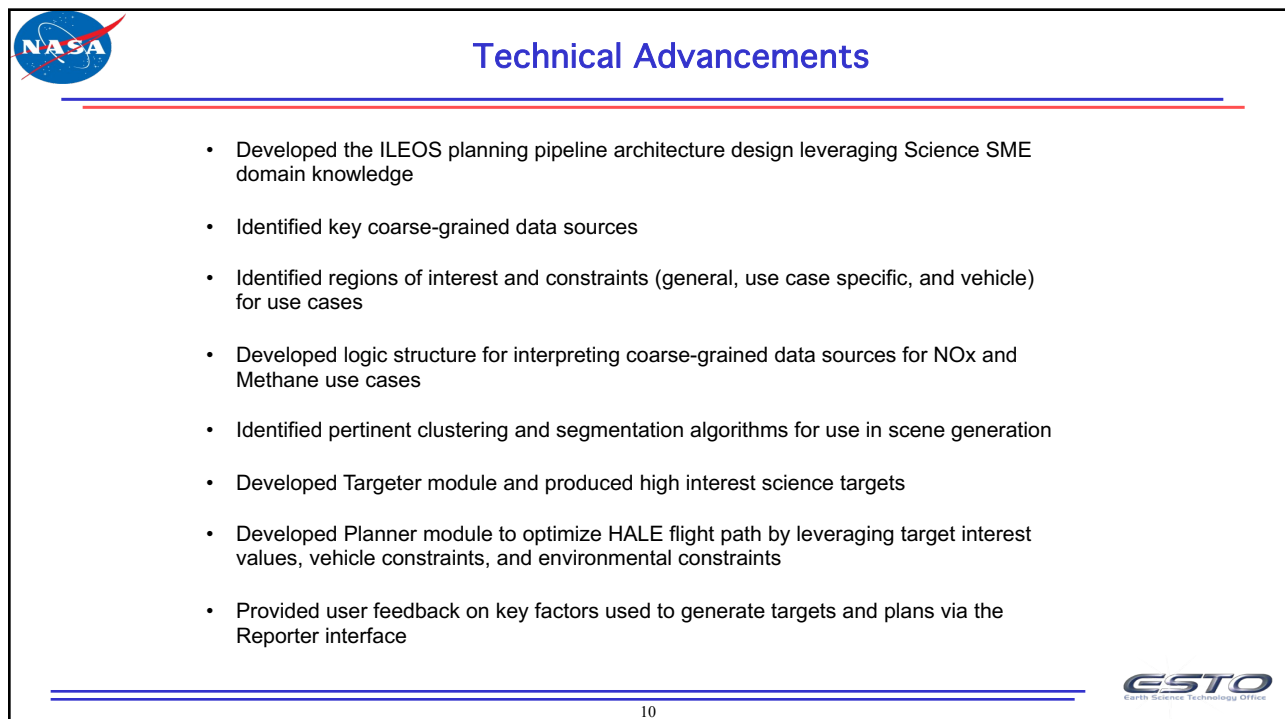 NASA
Technical Advancements
• Developed the ILEOS planning pipeline architecture design leveraging Science SME
domain knowledge
• Identified key coarse-grained data sources
• Identified regions of interest and constraints (general, use case specific, and vehicle)
for use cases
• Developed logic structure for interpreting coarse-grained data sources for NOx and
Methane use cases
• Identified pertinent clustering and segmentation algorithms for use in scene generation
• Developed Targeter module and produced high interest science targets
• Developed Planner module to optimize HALE flight path by leveraging target interest
values, vehicle constraints, and environmental constraints
• Provided user feedback on key factors used to generate targets and plans via the
Reporter interface
ESTO
Earth Science Technology Office
10